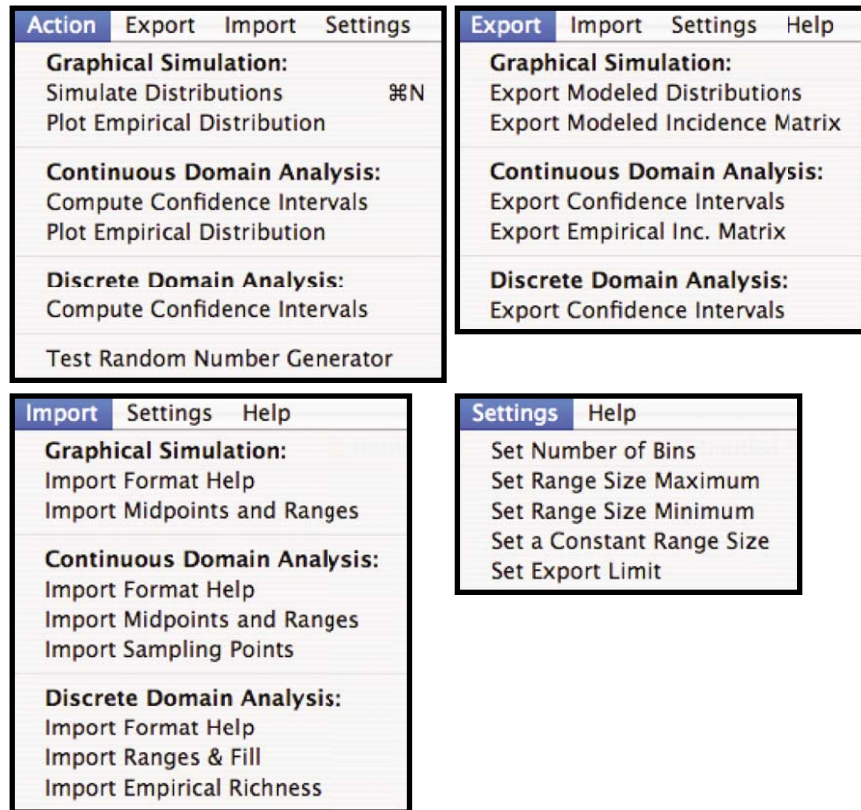 Action Export Import Settings
Graphical Simulation:
Simulate Distributions ⌘N
Plot Empirical Distribution
Continuous Domain Analysis:
Compute Confidence Intervals
Plot Empirical Distribution
Discrete Domain Analysis:
Compute Confidence Intervals
Test Random Number Generator
Export Import Settings Help
Graphical Simulation:
Export Modeled Distributions
Export Modeled Incidence Matrix
Continuous Domain Analysis:
Export Confidence Intervals
Export Empirical Inc. Matrix
Discrete Domain Analysis:
Export Confidence Intervals
Import Settings Help
Graphical Simulation:
Import Format Help
Import Midpoints and Ranges
Continuous Domain Analysis:
Import Format Help
Import Midpoints and Ranges
Import Sampling Points
Discrete Domain Analysis:
Import Format Help
Import Ranges & Fill
Import Empirical Richness
Settings Help
Set Number of Bins
Set Range Size Maximum
Set Range Size Minimum
Set a Constant Range Size
Set Export Limit